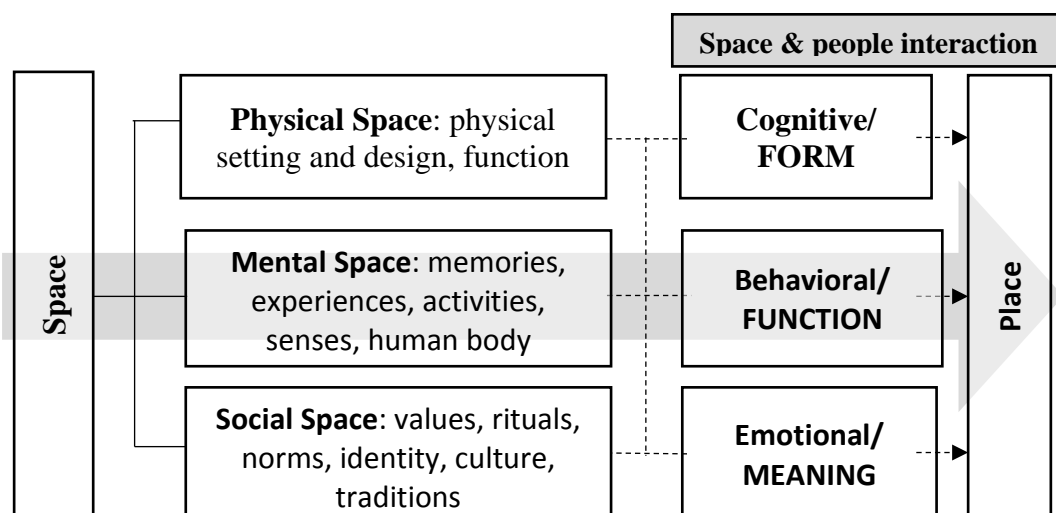 Space & people interaction
Space
Physical Space: physical
setting and design, function
Cognitive/
FORM
Mental Space: memories,
experiences, activities,
senses, human body
Behavioral/
FUNCTION
Social Space: values, rituals,
norms, identity, culture,
traditions
Emotional/
MEANING
Place